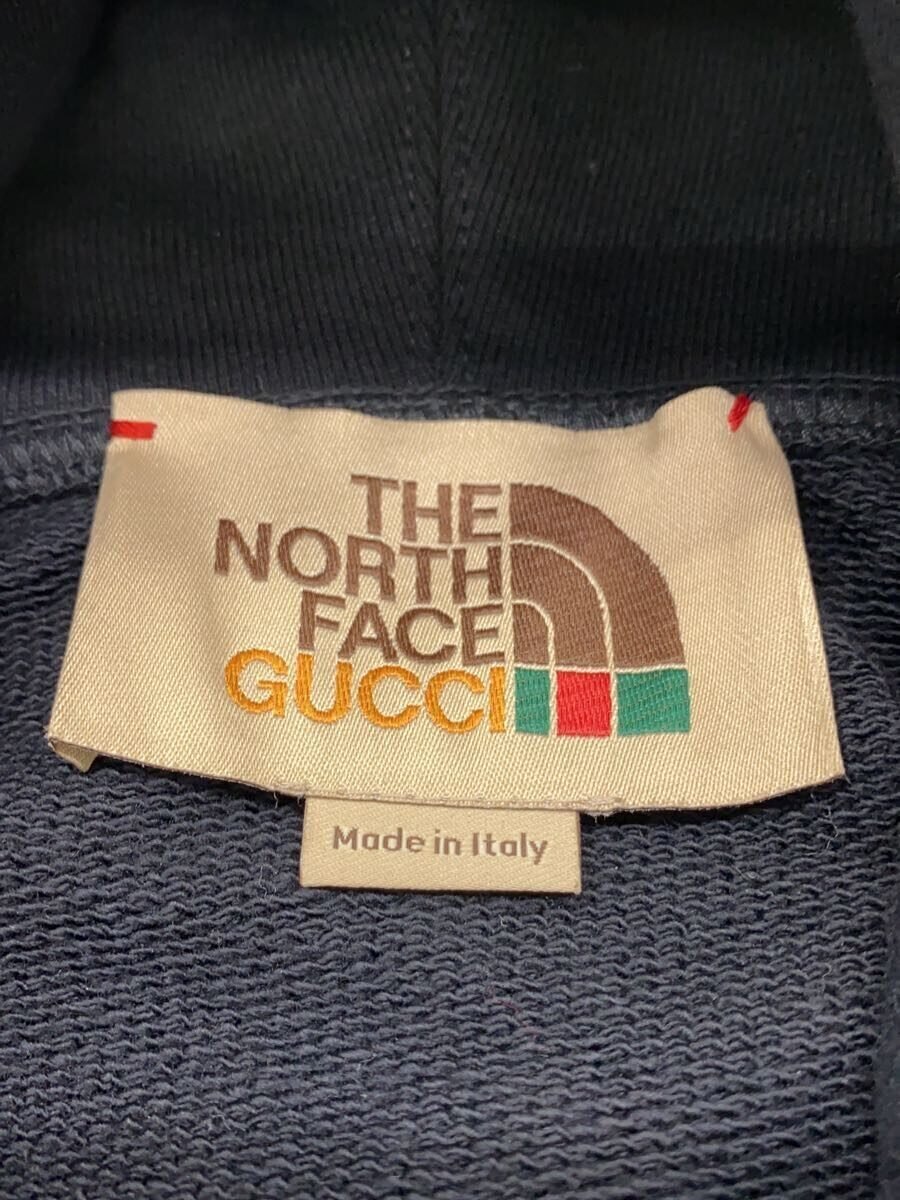 THE
NORTH
FACE
GUCCI
Made in Italy